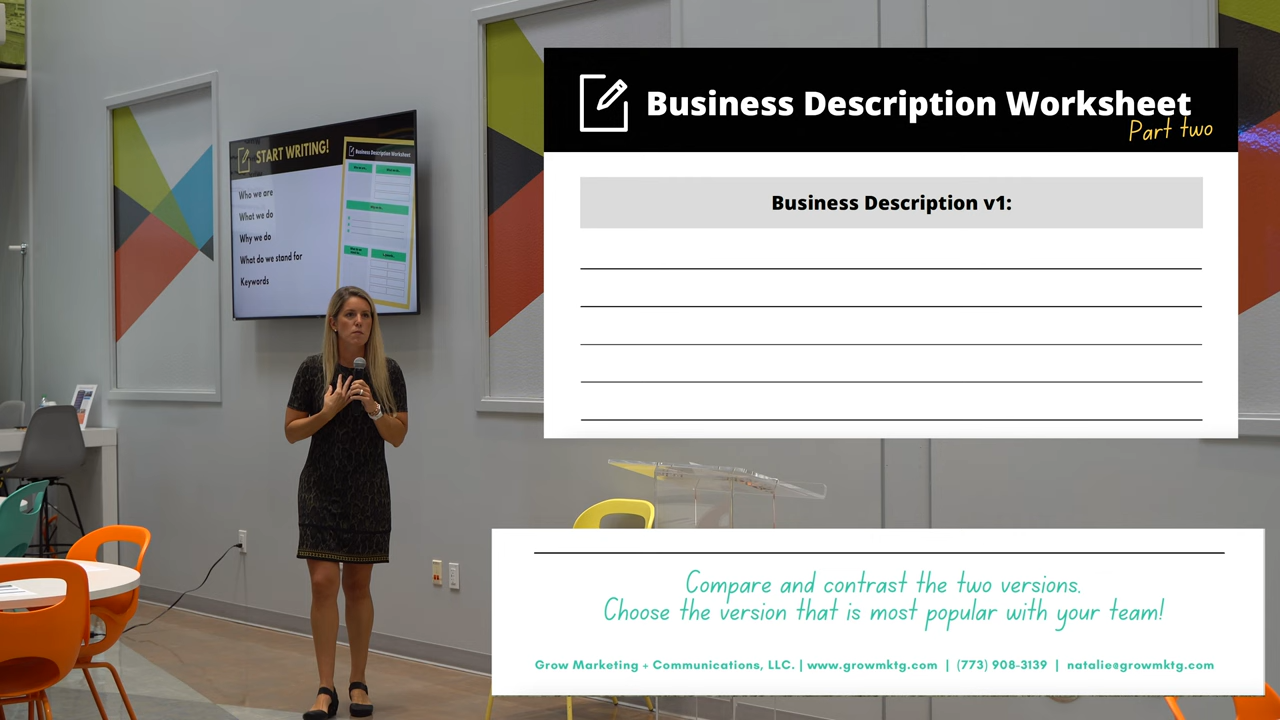 START WRITING!
Who we are
What we do
Why we do
What do we stand for
Keywords
Business Description Worksheet
Business Description Worksheet
Part two
Business Description v1:
Compare and contrast the two versions.
Choose the version that is most popular with your team!
Grow Marketing + Communications, LLC. | www.growmktg.com | (773) 908-3139 | natalie@growmktg.com